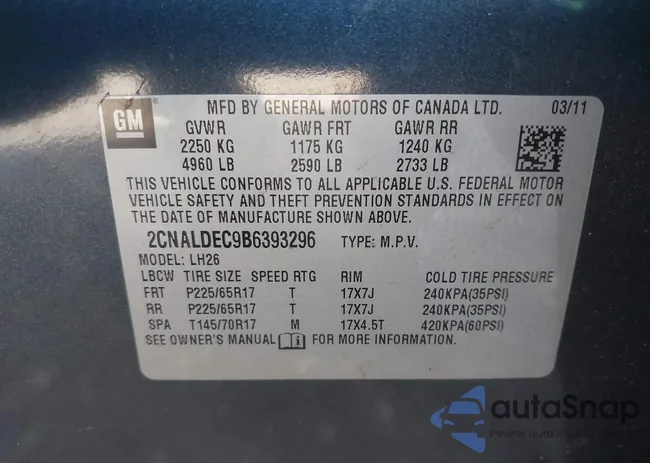 GM
MFD BY GENERAL MOTORS OF CANADA LTD. 03/11
GVWR GAWR FRT GAWR RR
2250 KG 1175 KG 1240 KG
4960 LB 2590 LB 2733 LB
THIS VEHICLE CONFORMS TO ALL APPLICABLE U.S. FEDERAL MOTOR
VEHICLE SAFETY AND THEFT PREVENTION STANDARDS IN EFFECT ON
THE DATE OF MANUFACTURE SHOWN ABOVE.
2CNALDEC9B6393296 TYPE: M.P.V.
MODEL: LH26
LBCW TIRE SIZE SPEED RTG RIM COLD TIRE PRESSURE
FRT P225/65R17 T 17X7J 240KPA(35PSI)
RR P225/65R17 T 17X7J 240KPA(35PSI)
SPA T145/70R17 M 17X4.5T 420KPA(60PSI)
SEE OWNER'S MANUAL FOR MORE INFORMATION.
autaSnap
Pewne auta